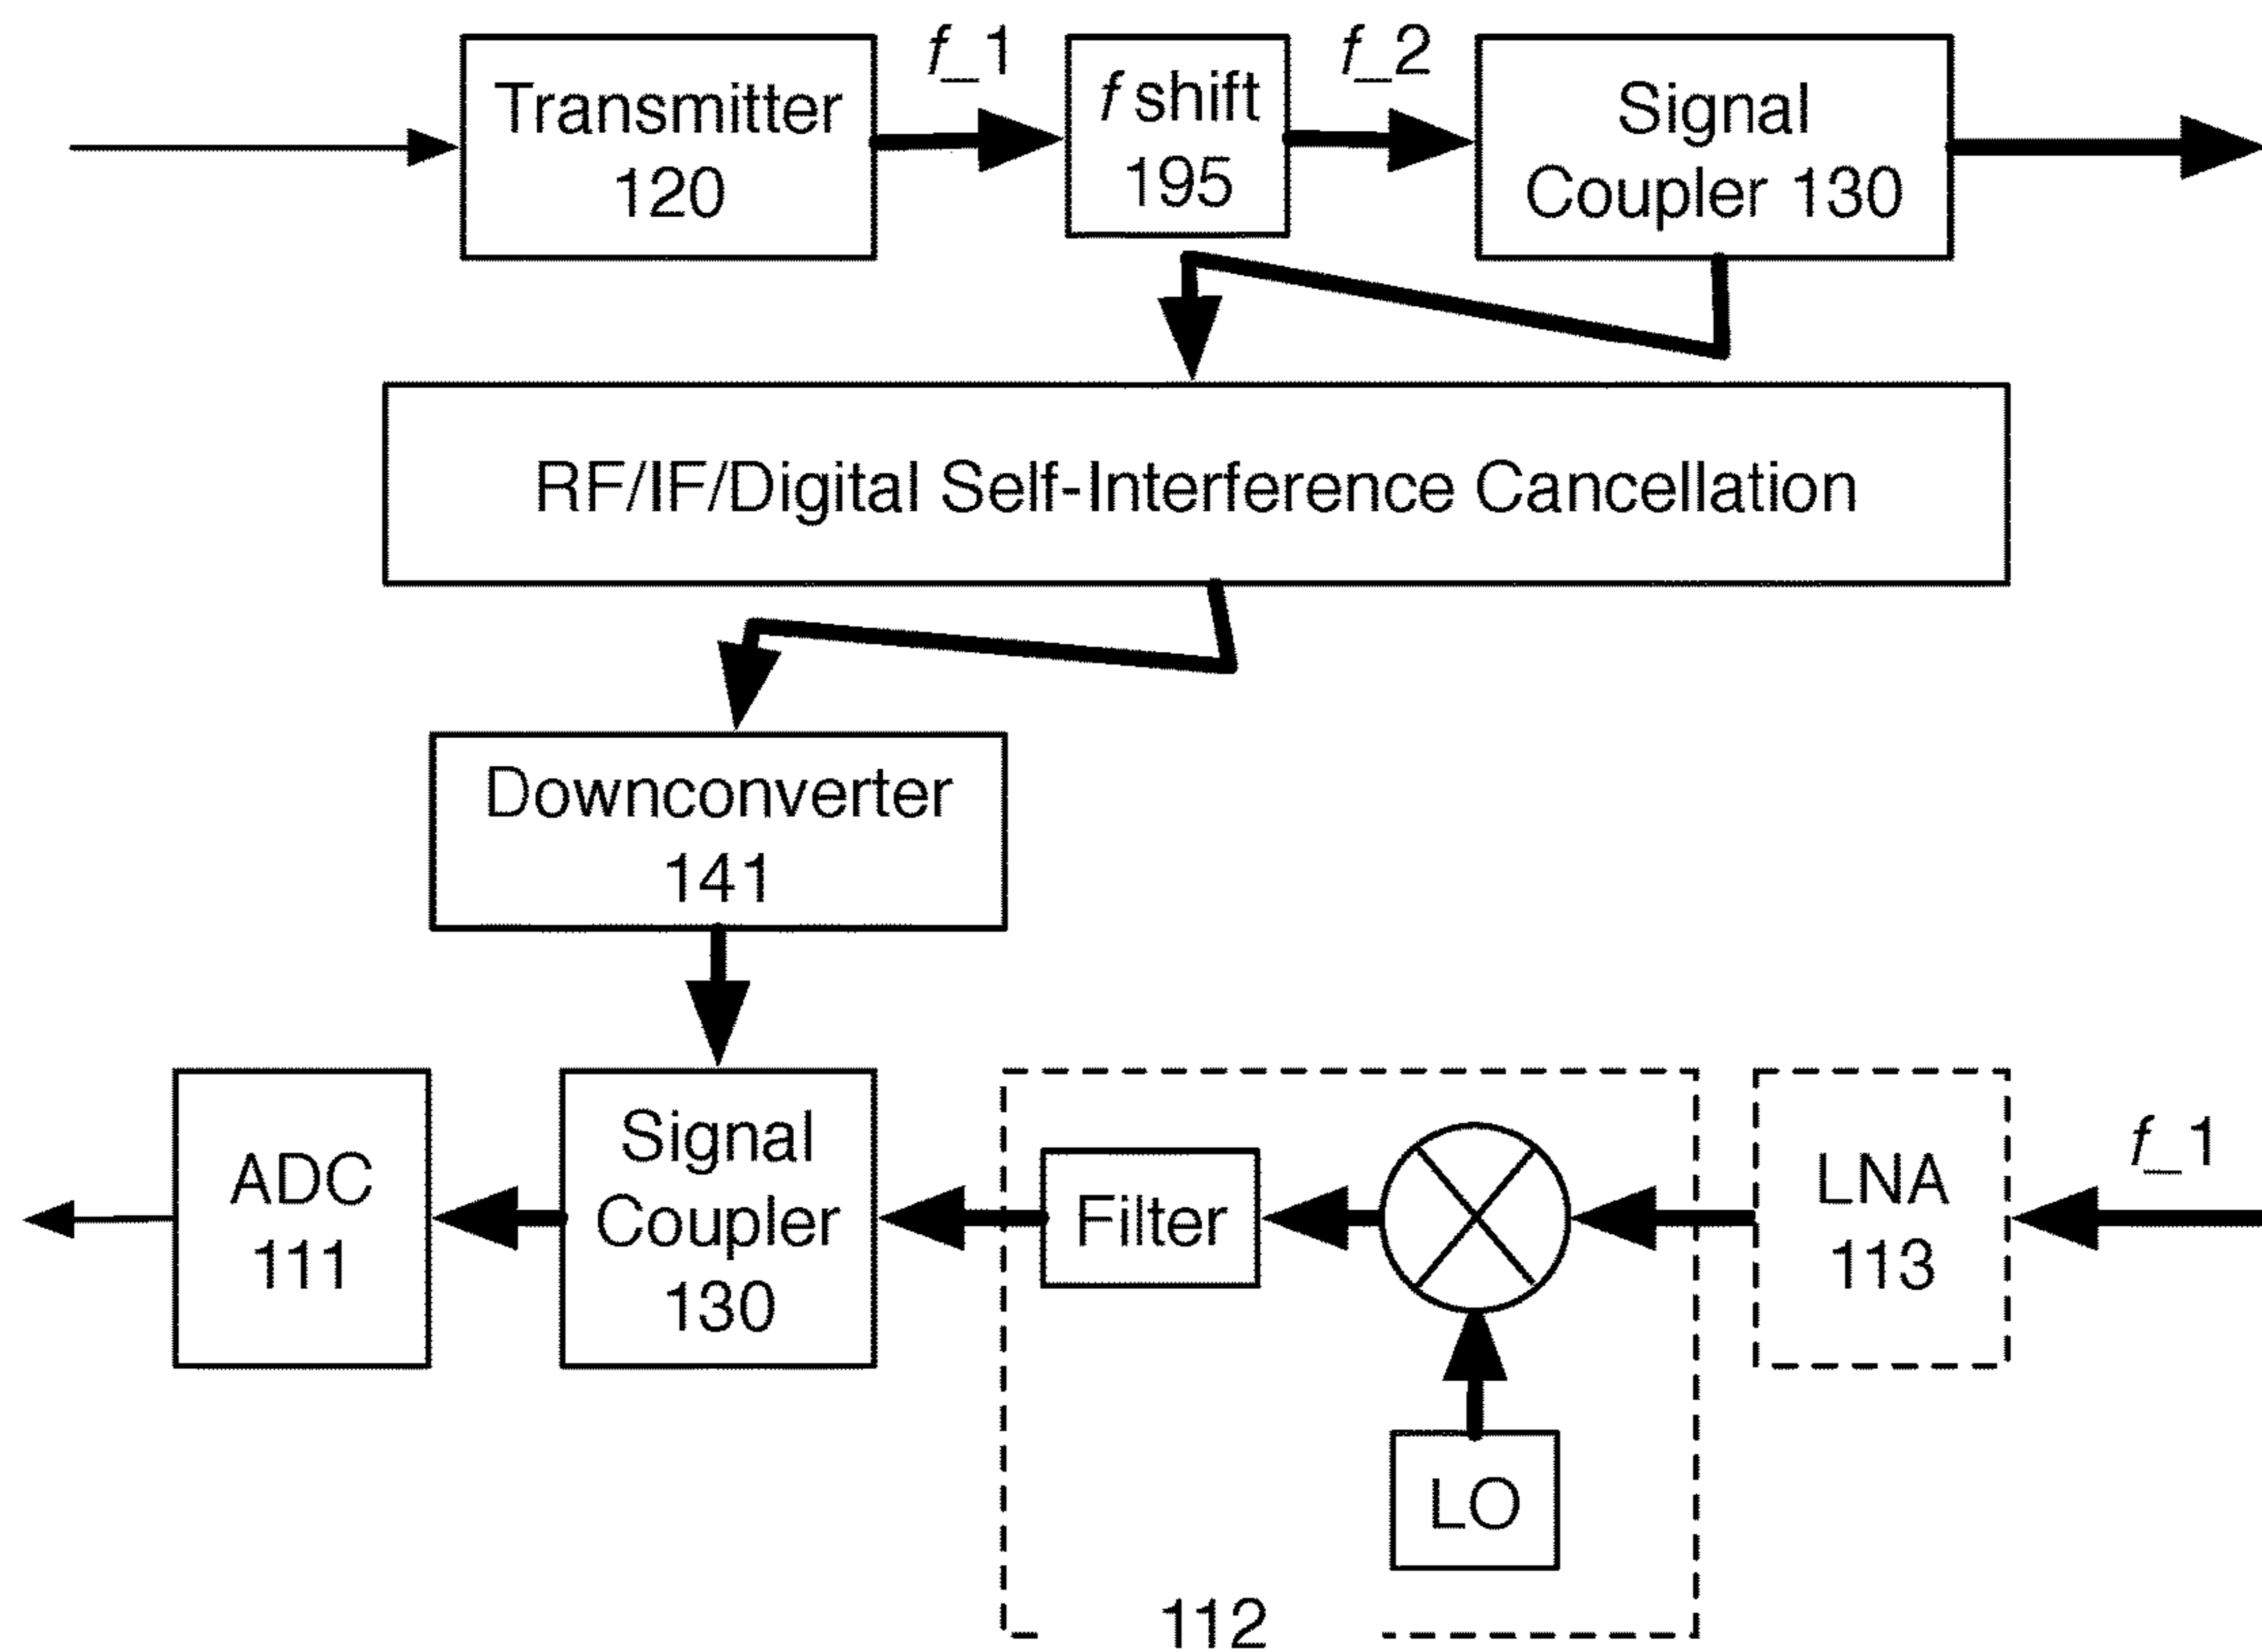 f_1
f_2
Transmitter
120
f shift
195
Signal
Coupler 130
RF/IF/Digital Self-Interference Cancellation
Downconverter
141
ADC
111
Signal
Coupler
130
Filter
LNA
113
f_1
LO
112